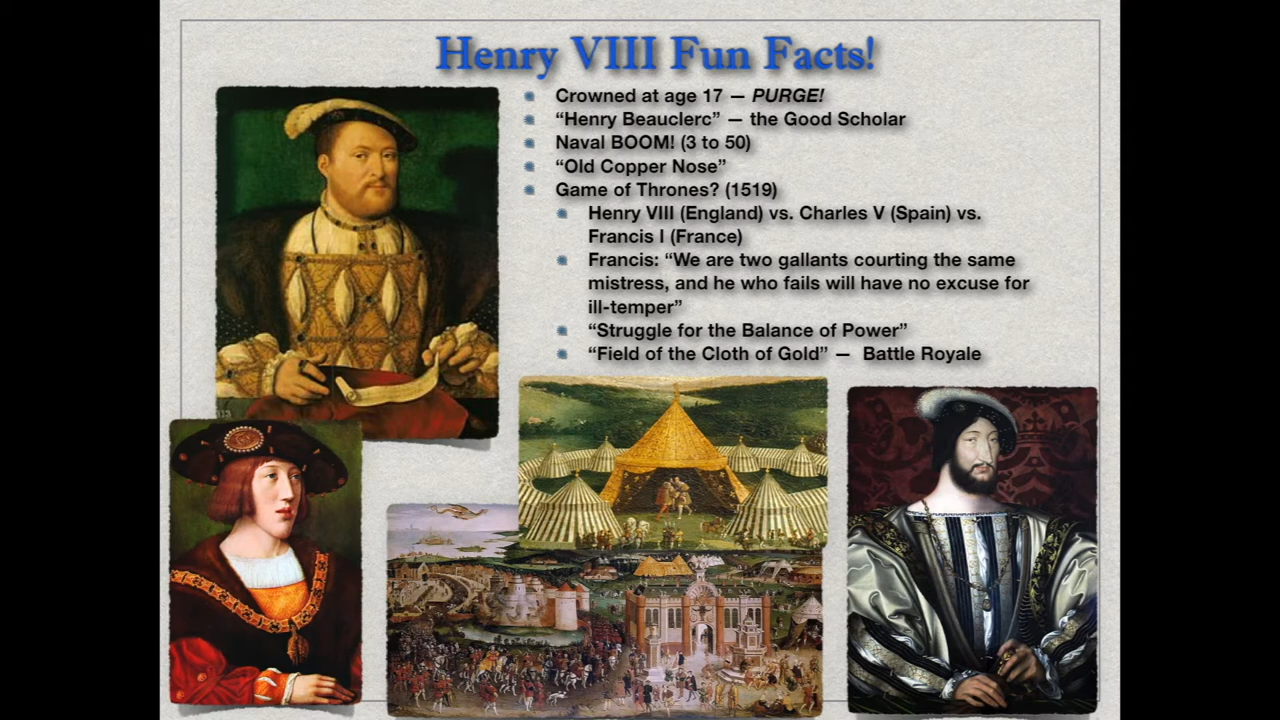 Henry VIII Fun Facts!
Crowned at age 17 — PURGE!
“Henry Beauclerc” — the Good Scholar
Naval BOOM! (3 to 50)
“Old Copper Nose”
Game of Thrones? (1519)
Henry VIII (England) vs. Charles V (Spain) vs.
Francis I (France)
Francis: “We are two gallants courting the same
mistress, and he who fails will have no excuse for
ill-temper”
“Struggle for the Balance of Power”
“Field of the Cloth of Gold” — Battle Royale